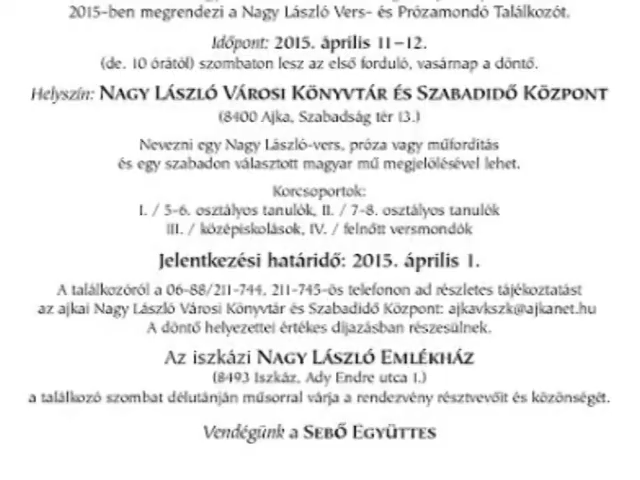 2015-ben megrendezi a Nagy László Vers- és Prózamondó Találkozót.
Időpont: 2015. április 11–12.
(de. 10 órától) szombaton lesz az első forduló, vasárnap a döntő.
Helyszín: NAGY LÁSZLÓ VÁROSI KÖNYVTÁR ÉS SZABADIDŐ KÖZPONT
(8400 Ajka, Szabadság tér 13.)
Nevezni egy Nagy László-vers, próza vagy műfordítás
és egy szabadon választott magyar mű megjelölésével lehet.
Korcsoportok:
I. / 5-6. osztályos tanulók, II. / 7-8. osztályos tanulók
III. / középiskolások, IV. / felnőtt versmondók
Jelentkezési határidő: 2015. április 1.
A találkozóról a 06-88/211-744, 211-745-ös telefonon ad részletes tájékoztatást
az ajkai Nagy László Városi Könyvtár és Szabadidő Központ: ajkavkszk@ajkanet.hu
A döntő helyezettei értékes díjazásban részesülnek.
Az iszkázi NAGY LÁSZLÓ EMLÉKHÁZ
(8493 Iszkáz, Ady Endre utca 1.)
a találkozó szombat délutánján műsorral várja a rendezvény résztvevőit és közönségét.
Vendégünk a SEBŐ EGYÜTTES